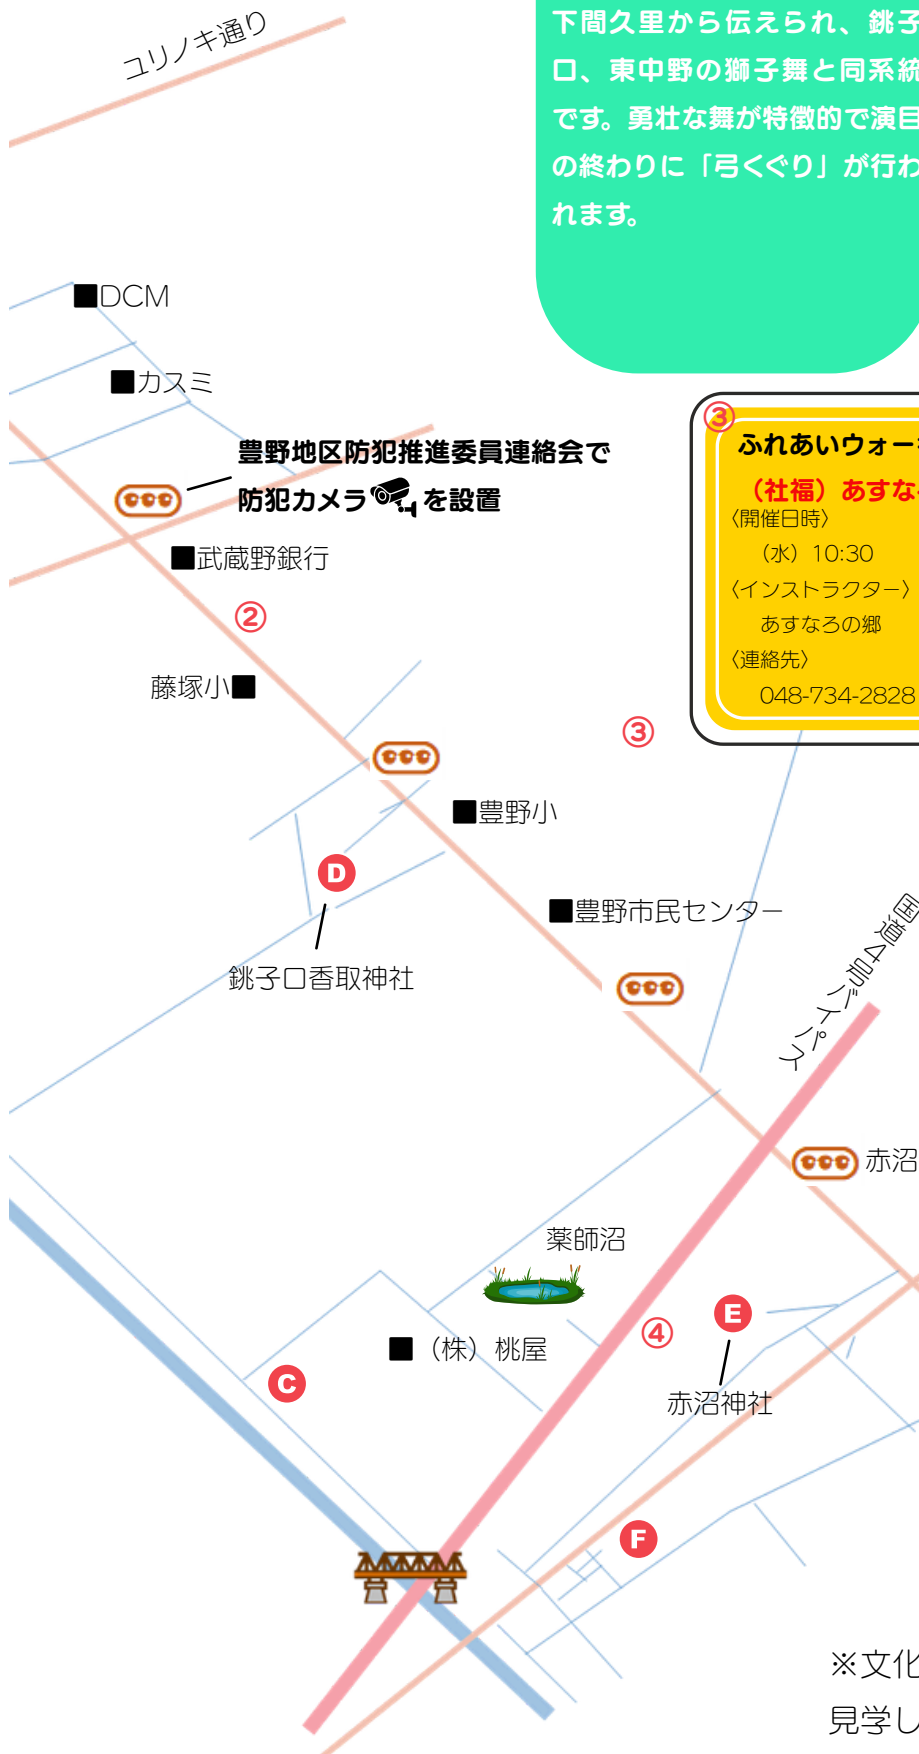 下間久里から伝えられ、銚子
口、東中野の獅子舞と同系統
です。勇壮な舞が特徴的で演目
の終わりに「弓くぐり」が行わ
れます。
ユリノキ通り
■DCM
■カスミ
豊野地区防犯推進委員連絡会で
防犯カメラを設置
■武蔵野銀行
②
藤塚小■
③
ふれあいウォー
（社福）あすな
〈開催日時〉
（水）10:30
〈インストラクター〉
あすなろの郷
〈連絡先〉
048-734-2828
③
■豊野小
D
銚子口香取神社
■豊野市民センター
国道4号バイパス
赤沼
薬師沼
■（株）桃屋
④
E
赤沼神社
C
F
※文化
見学し